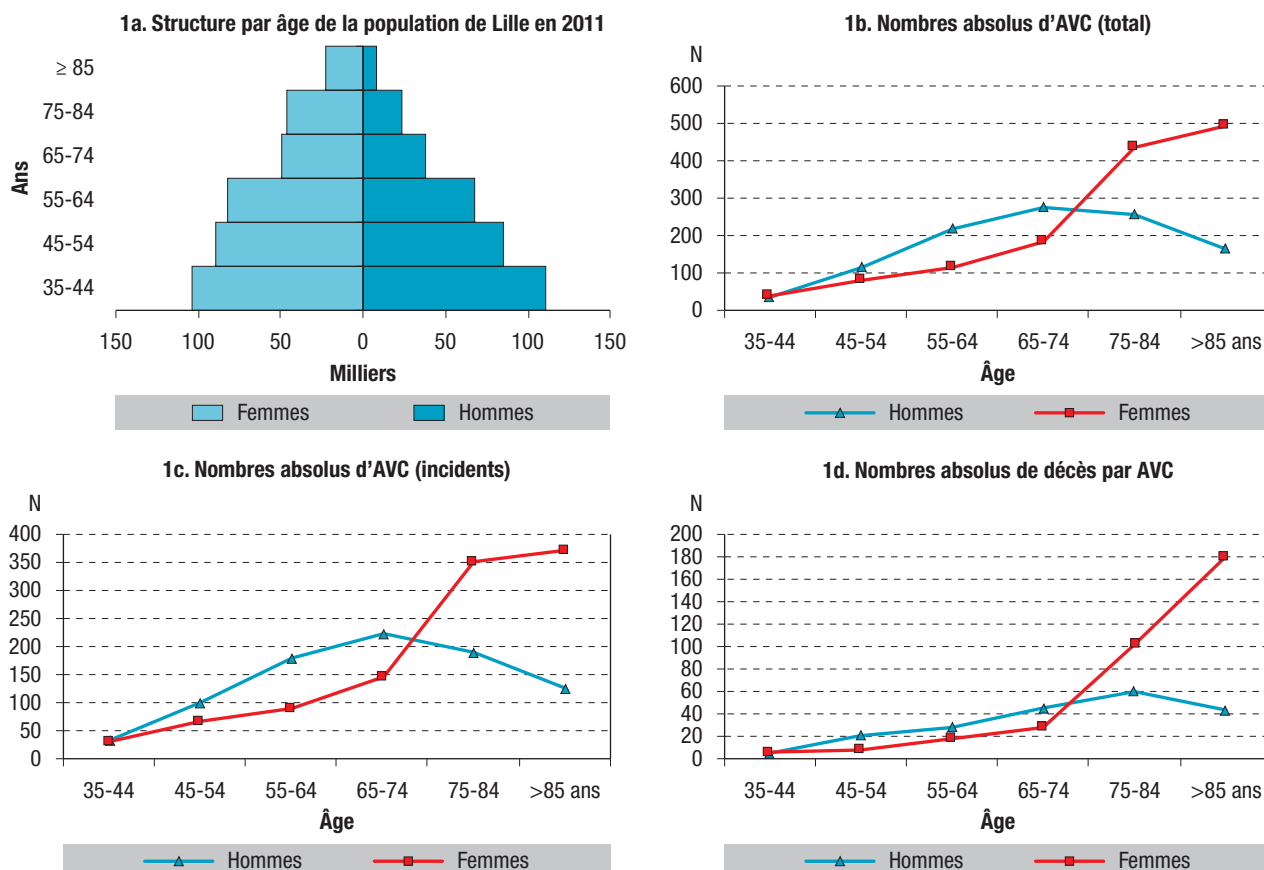 1a. Structure par âge de la population de Lille en 2011
Ans
≥ 85
75-84
65-74
55-64
45-54
35-44
150 100 50 0 50 100 150
Milliers
Femmes Hommes
1b. Nombres absolus d’AVC (total)
N
600
500
400
300
200
100
0
35-44 45-54 55-64 65-74 75-84 >85 ans
Âge
Hommes Femmes
1c. Nombres absolus d’AVC (incidents)
N
400
350
300
250
200
150
100
50
0
35-44 45-54 55-64 65-74 75-84 >85 ans
Âge
Hommes Femmes
1d. Nombres absolus de décès par AVC
N
200
180
160
140
120
100
80
60
40
20
0
35-44 45-54 55-64 65-74 75-84 >85 ans
Âge
Hommes Femmes